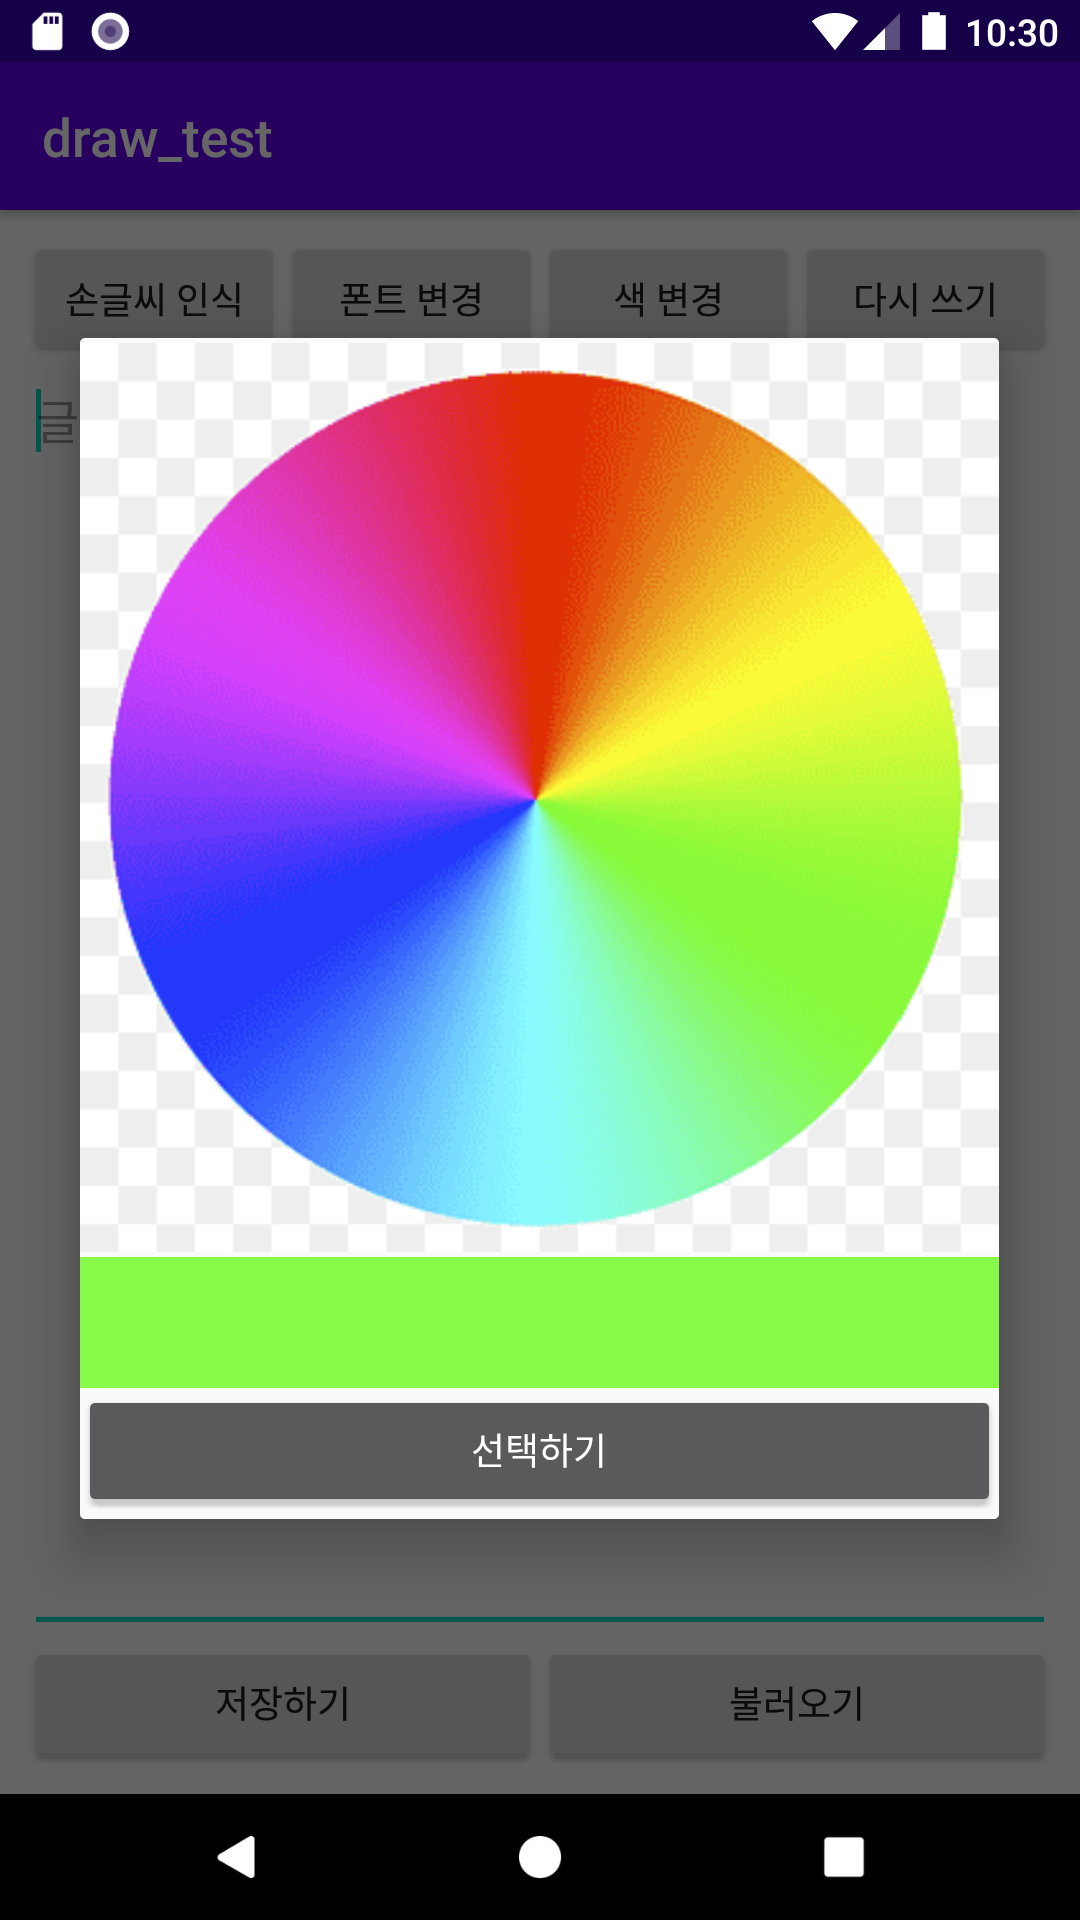 10:30
draw_test
손글씨 인식 폰트 변경 색 변경 다시 쓰기
글
선택하기
저장하기 불러오기